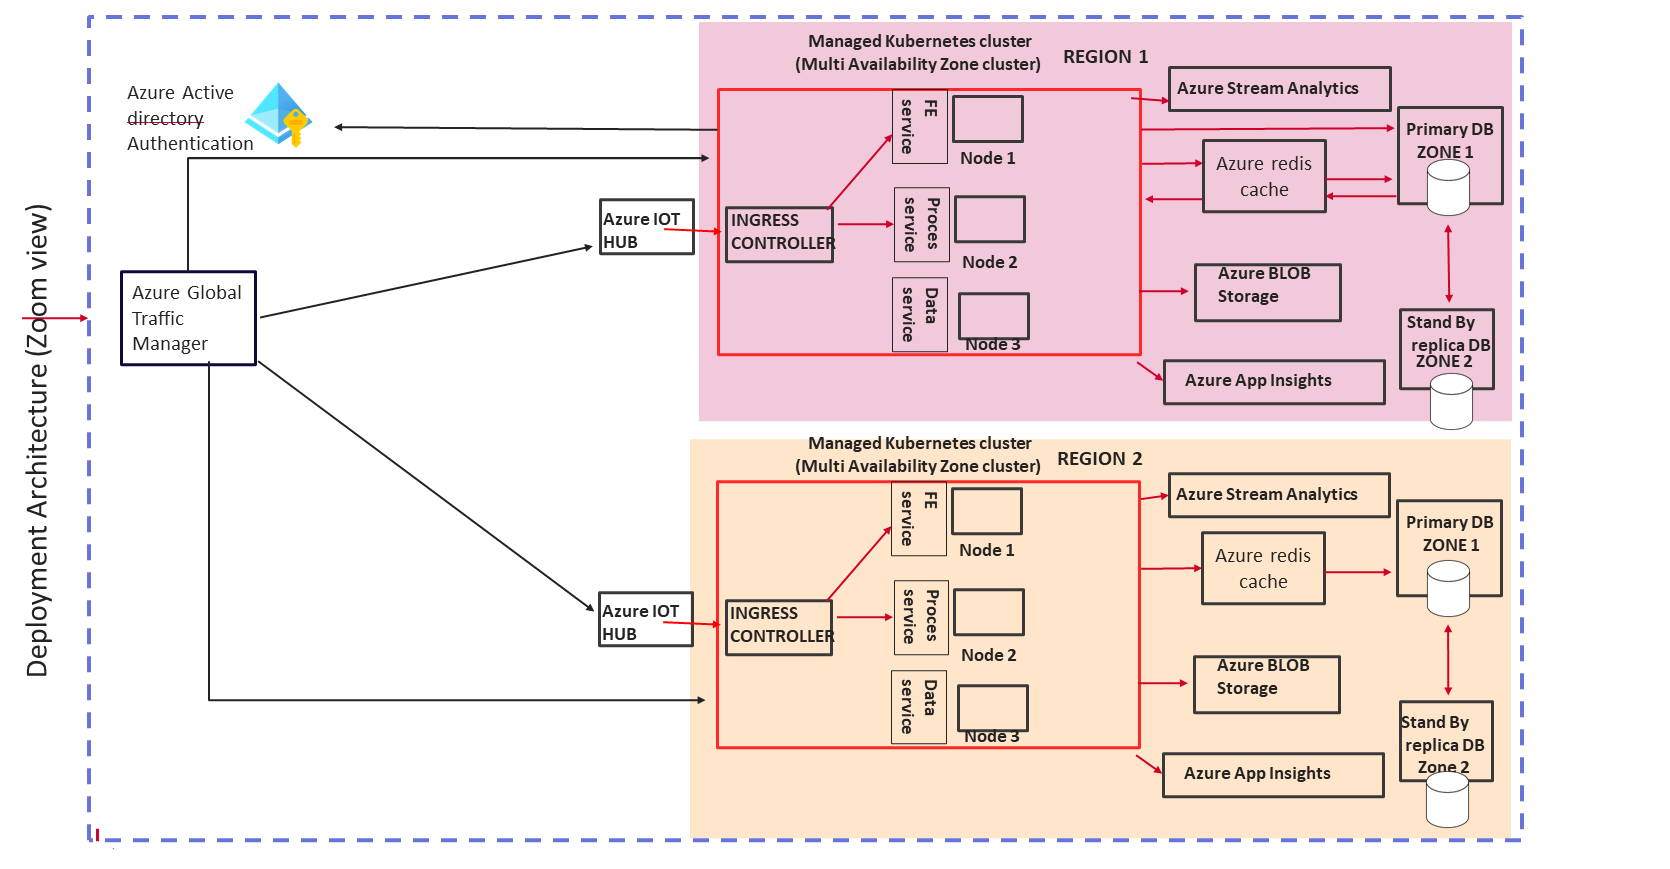 Deployment Architecture (Zoom view)
Azure Active
directory
Authentication
Azure Global
Traffic
Manager
Managed Kubernetes cluster
(Multi Availability Zone cluster)
REGION 1
Azure IOT
HUB
INGRESS
CONTROLLER
FE
service
Node 1
Proces
service
Node 2
Data
service
Node 3
Azure Stream Analytics
Azure redis
cache
Primary DB
ZONE 1
Azure BLOB
Storage
Azure App Insights
Stand By
replica DB
ZONE 2
Managed Kubernetes cluster
(Multi Availability Zone cluster)
REGION 2
Azure IOT
HUB
INGRESS
CONTROLLER
FE
service
Node 1
Proces
service
Node 2
Data
service
Node 3
Azure Stream Analytics
Azure redis
cache
Primary DB
ZONE 1
Azure BLOB
Storage
Azure App Insights
Stand By
replica DB
Zone 2